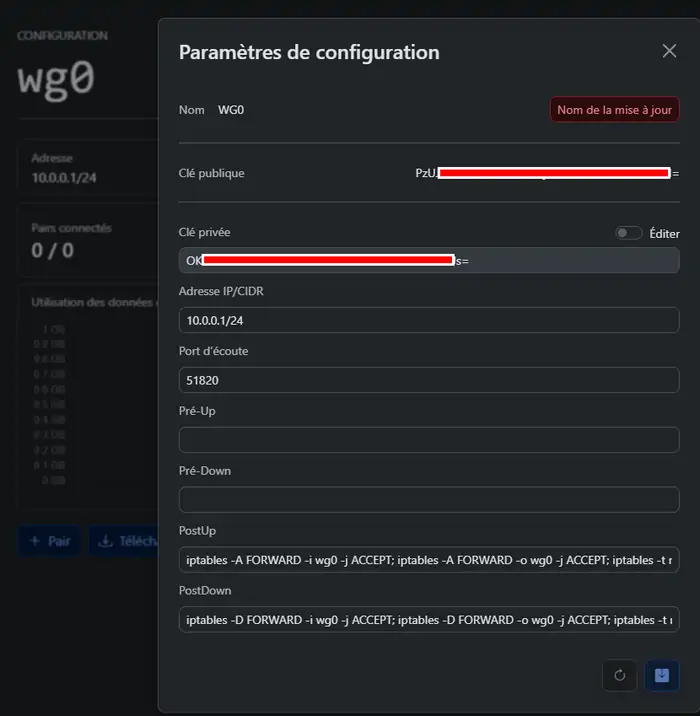 CONFIGURATION
wg0
Adresse
10.0.0.1/24
Pairs connectés
0 / 0
Utilisation des données
1 GB
0.9 GB
0.8 GB
0.7 GB
0.6 GB
0.5 GB
0.4 GB
0.3 GB
0.2 GB
0.1 GB
0 GB
+ Pair
Télécha
Paramètres de configuration
Nom WG0
Nom de la mise à jour
Clé publique
PzU =
Clé privée
Éditer
OK s=
Adresse IP/CIDR
10.0.0.1/24
Port d'écoute
51820
Pré-Up
Pré-Down
PostUp
iptables -A FORWARD -i wg0 -j ACCEPT; iptables -A FORWARD -o wg0 -j ACCEPT; iptables -t
PostDown
iptables -D FORWARD -i wg0 -j ACCEPT; iptables -D FORWARD -o wg0 -j ACCEPT; iptables -t